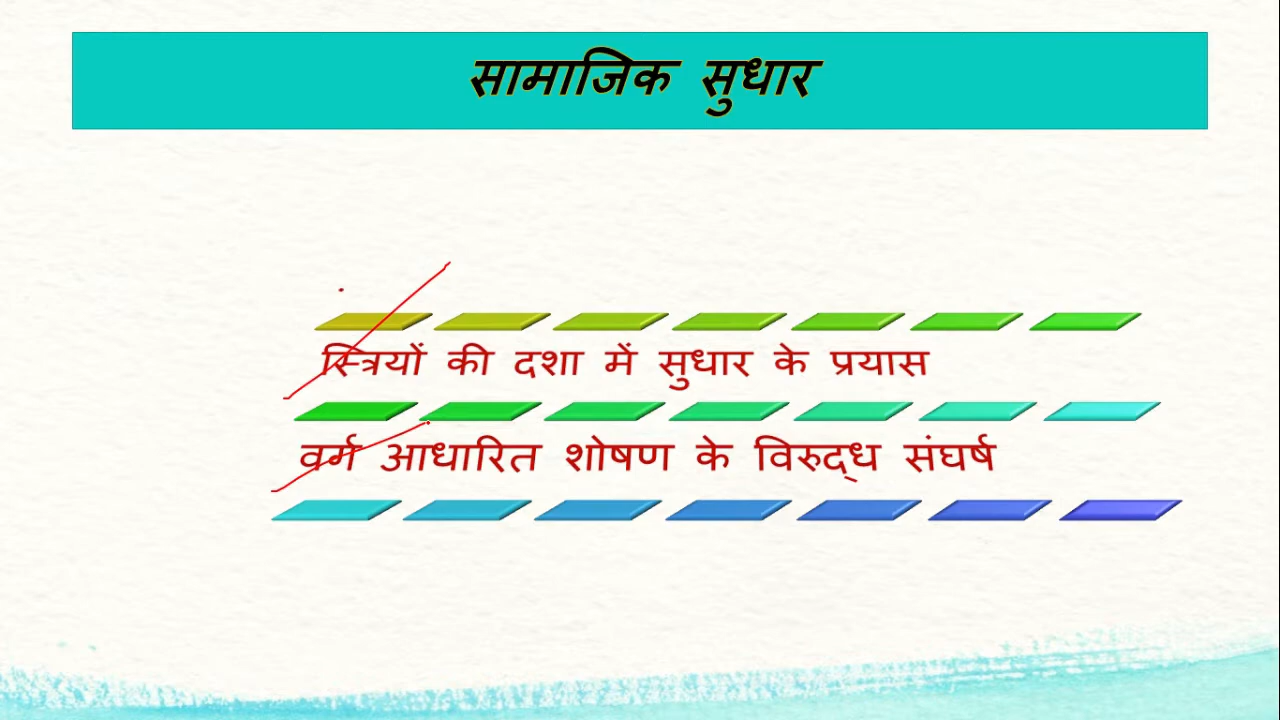 सामाजिक सुधार
स्त्रियों की दशा में सुधार के प्रयास
वर्ग आधारित शोषण के विरुद्ध संघर्ष